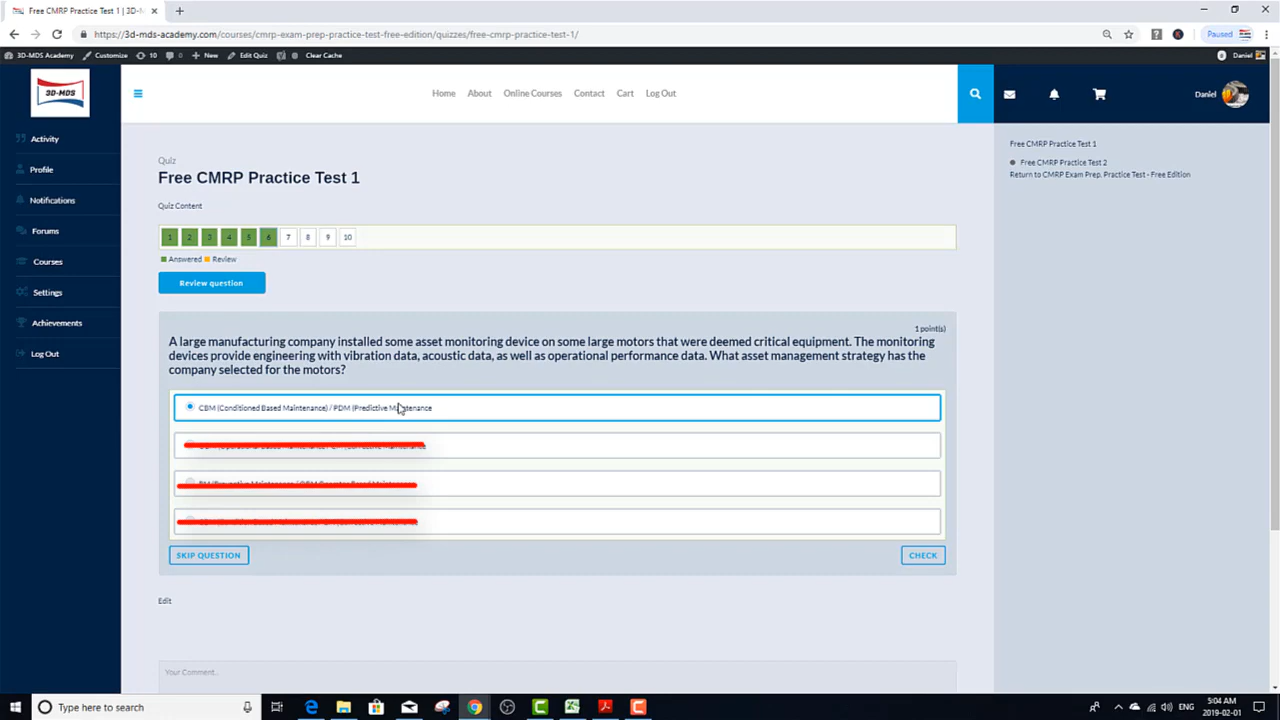 Free CMRP Practice Test 1 | 3D-M
https://3d-mds-academy.com/courses/cmrp-exam-prep-practice-test-free-edition/quizzes/free-cmrp-practice-test-1/
Paused
3D-MDS Academy
Customize
10
0
New
Edit Quiz
Clear Cache
0
Daniel
3D-MDS
Home
About
Online Courses
Contact
Cart
Log Out
Daniel
Activity
Profile
Notifications
Forums
Courses
Settings
Achievements
Log Out
Quiz
Free CMRP Practice Test 1
Quiz Content
1 2 3 4 5 6 7 8 9 10
Answered Review
Review question
1 point(s)
A large manufacturing company installed some asset monitoring device on some large motors that were deemed critical equipment. The monitoring
devices provide engineering with vibration data, acoustic data, as well as operational performance data. What asset management strategy has the
company selected for the motors?
CBM (Conditioned Based Maintenance) / PDM (Predictive Maintenance
SKIP QUESTION
CHECK
Edit
Your Comment..
Free CMRP Practice Test 1
Free CMRP Practice Test 2
Return to CMRP Exam Prep. Practice Test - Free Edition
Type here to search
5:04 AM
2019-02-01